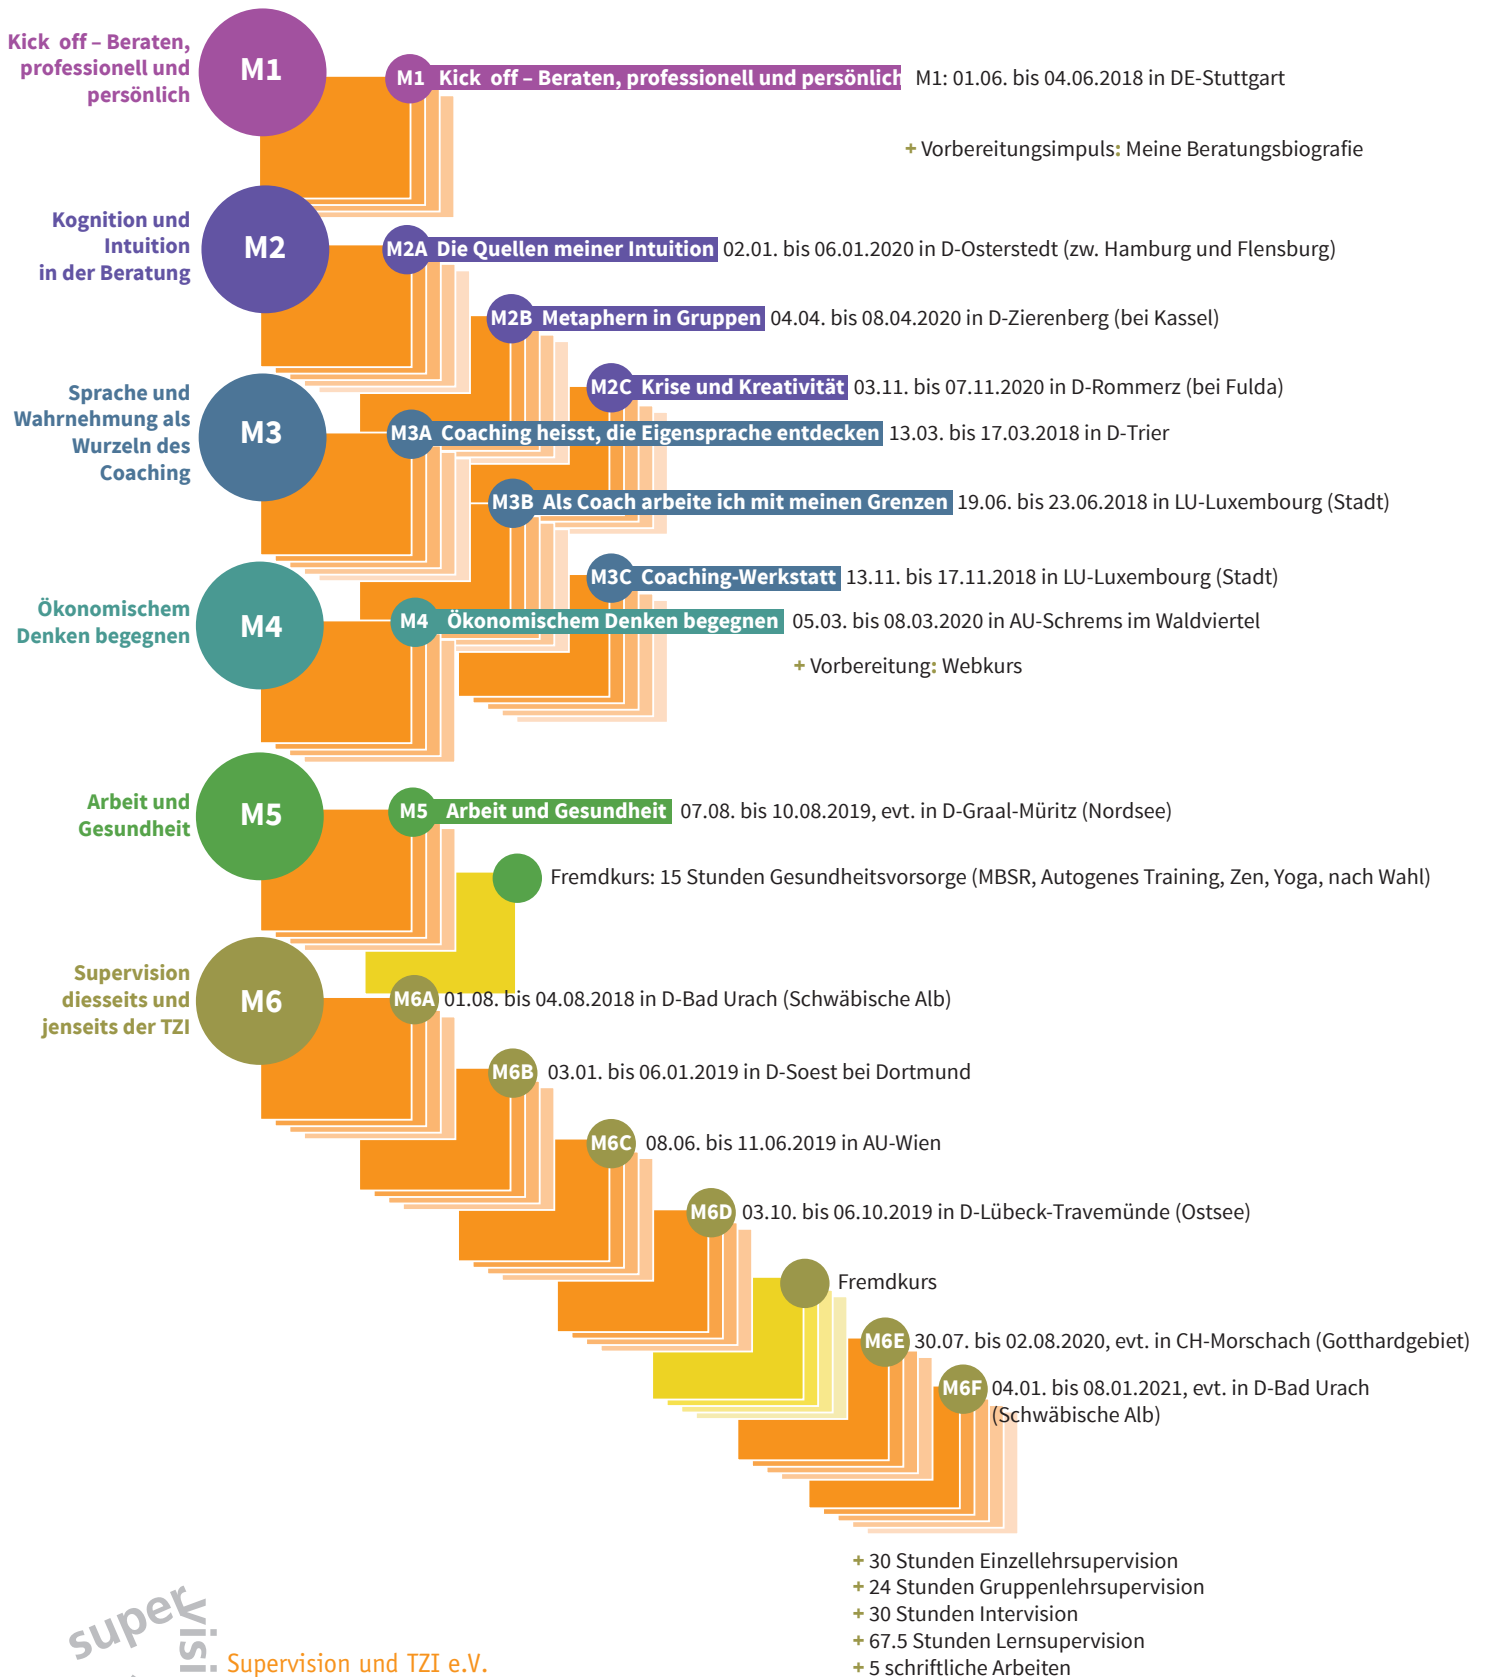 Kick off – Beraten,
professionell und
persönlich
M1
M1 Kick off – Beraten, professionell und persönlich
M1: 01.06. bis 04.06.2018 in DE-Stuttgart
+ Vorbereitungsimpuls: Meine Beratungsbiografie
Kognition und
Intuition
in der Beratung
M2
M2A Die Quellen meiner Intuition 02.01. bis 06.01.2020 in D-Osterstedt (zw. Hamburg und Flensburg)
M2B Metaphern in Gruppen 04.04. bis 08.04.2020 in D-Zierenberg (bei Kassel)
M2C Krise und Kreativität 03.11. bis 07.11.2020 in D-Rommerz (bei Fulda)
Sprache und
Wahrnehmung als
Wurzeln des
Coaching
M3
M3A Coaching heisst, die Eigensprache entdecken 13.03. bis 17.03.2018 in D-Trier
M3B Als Coach arbeite ich mit meinen Grenzen 19.06. bis 23.06.2018 in LU-Luxembourg (Stadt)
M3C Coaching-Werkstatt 13.11. bis 17.11.2018 in LU-Luxembourg (Stadt)
Ökonomischem
Denken begegnen
M4
M4 Ökonomischem Denken begegnen 05.03. bis 08.03.2020 in AU-Schrems im Waldviertel
+ Vorbereitung: Webkurs
Arbeit und
Gesundheit
M5
M5 Arbeit und Gesundheit 07.08. bis 10.08.2019, evt. in D-Graal-Müritz (Nordsee)
Fremdkurs: 15 Stunden Gesundheitsvorsorge (MBSR, Autogenes Training, Zen, Yoga, nach Wahl)
Supervision
diesseits und
jenseits der TZI
M6
M6A 01.08. bis 04.08.2018 in D-Bad Urach (Schwäbische Alb)
M6B 03.01. bis 06.01.2019 in D-Soest bei Dortmund
M6C 08.06. bis 11.06.2019 in AU-Wien
M6D 03.10. bis 06.10.2019 in D-Lübeck-Travemünde (Ostsee)
Fremdkurs
M6E 30.07. bis 02.08.2020, evt. in CH-Morschach (Gotthardgebiet)
M6F 04.01. bis 08.01.2021, evt. in D-Bad Urach
(Schwäbische Alb)
+ 30 Stunden Einzellehrsupervision
+ 24 Stunden Gruppenlehrsupervision
+ 30 Stunden Intervision
+ 67.5 Stunden Lernsupervision
+ 5 schriftliche Arbeiten
super
visi
Supervision und TZI e.V.